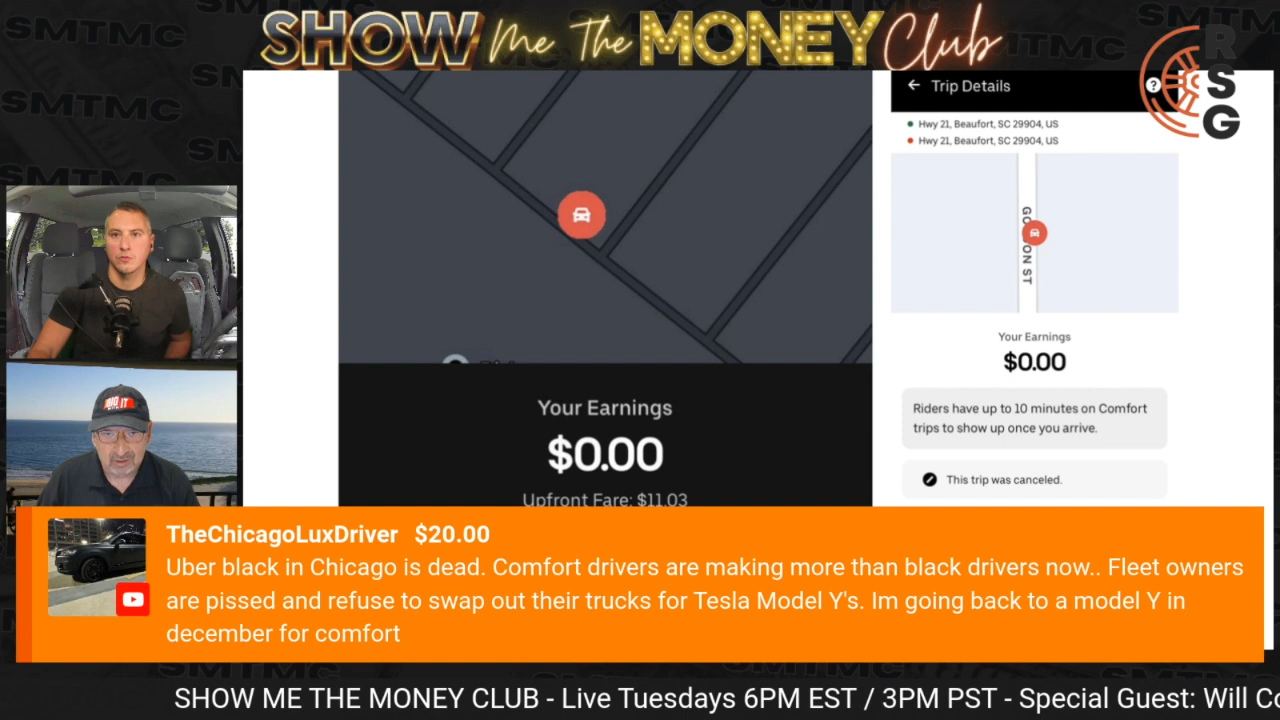 SHOW Me The MONEY Club
RSG
SMTMC
SMTMC
SMTMC
Trip Details
?
Hwy 21, Beaufort, SC 29904, US
Hwy 21, Beaufort, SC 29904, US
Your Earnings
$0.00
Riders have up to 10 minutes on Comfort
trips to show up once you arrive.
This trip was canceled.
Your Earnings
$0.00
Upfront Fare: $11.03
TheChicagoLuxDriver $20.00
Uber black in Chicago is dead. Comfort drivers are making more than black drivers now.. Fleet owners
are pissed and refuse to swap out their trucks for Tesla Model Y's. Im going back to a model Y in
december for comfort
SMTMC
SHOW ME THE MONEY CLUB - Live Tuesdays 6PM EST / 3PM PST - Special Guest: Will